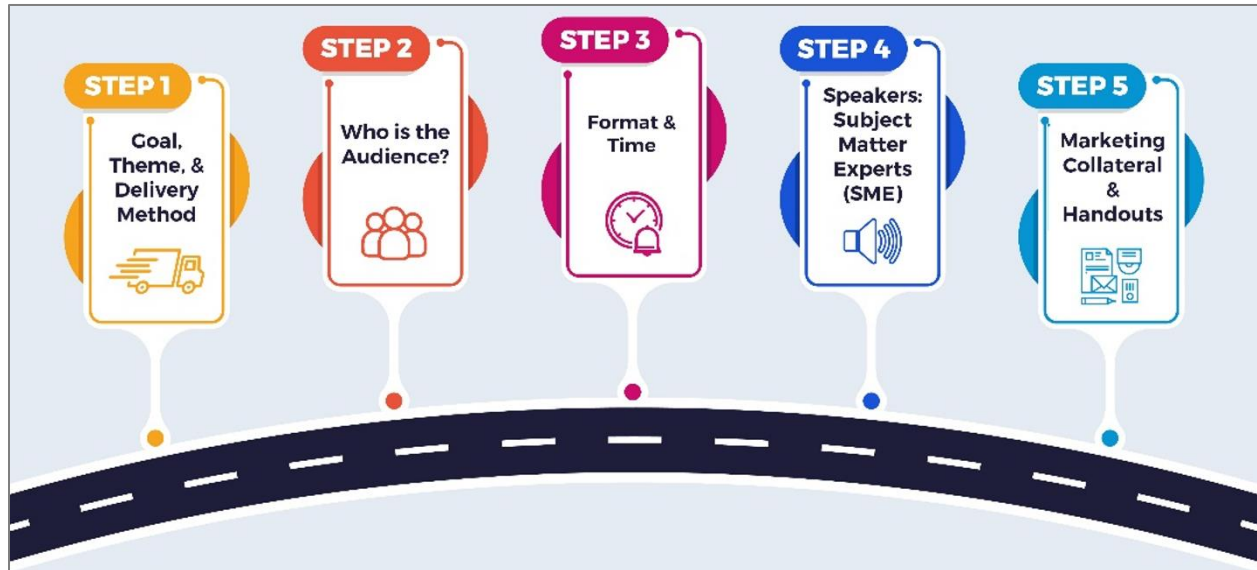 STEP 1
Goal,
Theme, &
Delivery
Method
STEP 2
Who is the
Audience?
STEP 3
Format &
Time
STEP 4
Speakers:
Subject
Matter
Experts
(SME)
STEP 5
Marketing
Collateral
&
Handouts